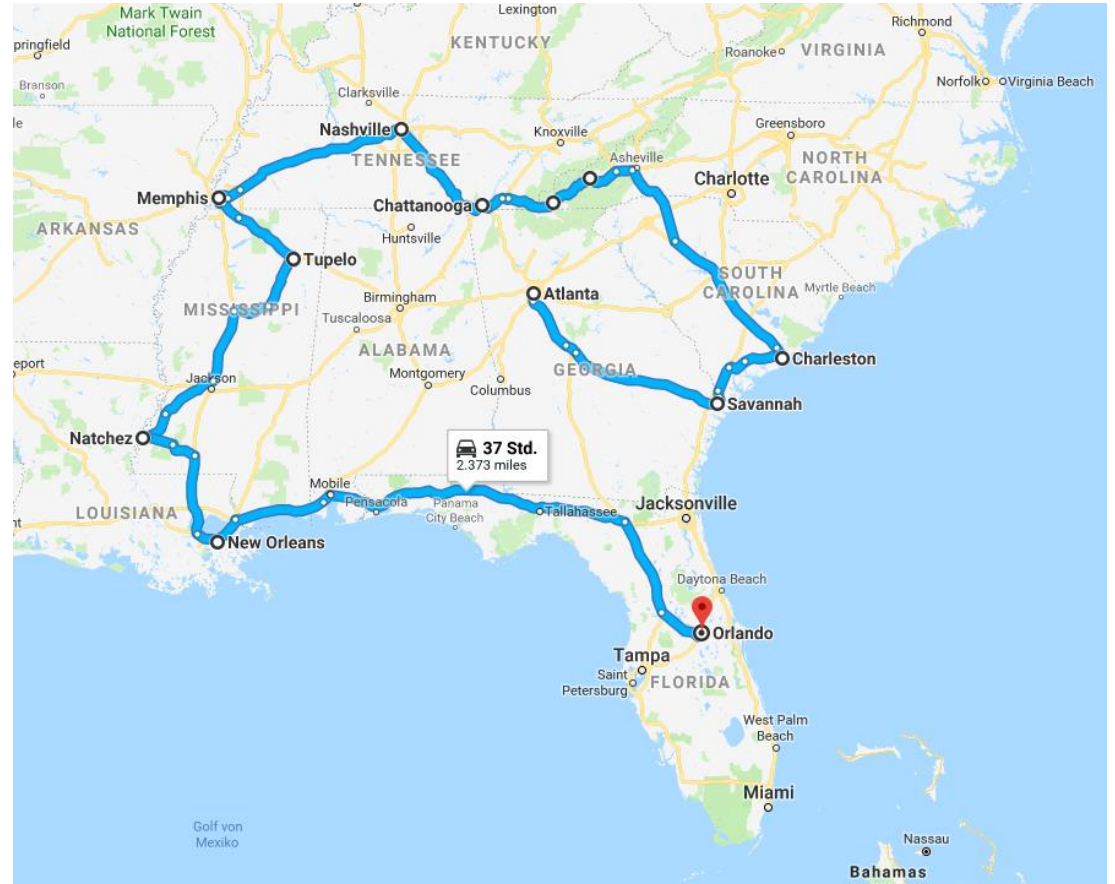 Mark Twain
National Forest
Lexington
Richmond
pringfield
KENTUCKY
Roanoke
VIRGINIA
Branson
Norfolk
Virginia Beach
Clarksville
le
Nashville
Knoxville
Greensboro
TENNESSEE
Asheville
NORTH
CAROLINA
Memphis
Charlotte
Chattanooga
ARKANSAS
Huntsville
Tupelo
SOUTH
CAROLINA
Myrtle Beach
Atlanta
Birmingham
MISSISSIPPI
Tuscaloosa
ALABAMA
Charleston
eport
GEORGIA
Jackson
Montgomery
Columbus
Savannah
Natchez
37 Std.
2.373 miles
Mobile
Pensacola
Panama
City Beach
Jacksonville
LOUISIANA
Tallahassee
nt
New Orleans
Daytona Beach
Orlando
Tampa
Saint
Petersburg
FLORIDA
West Palm
Beach
Miami
Golf von
Mexiko
Nassau
Bahamas